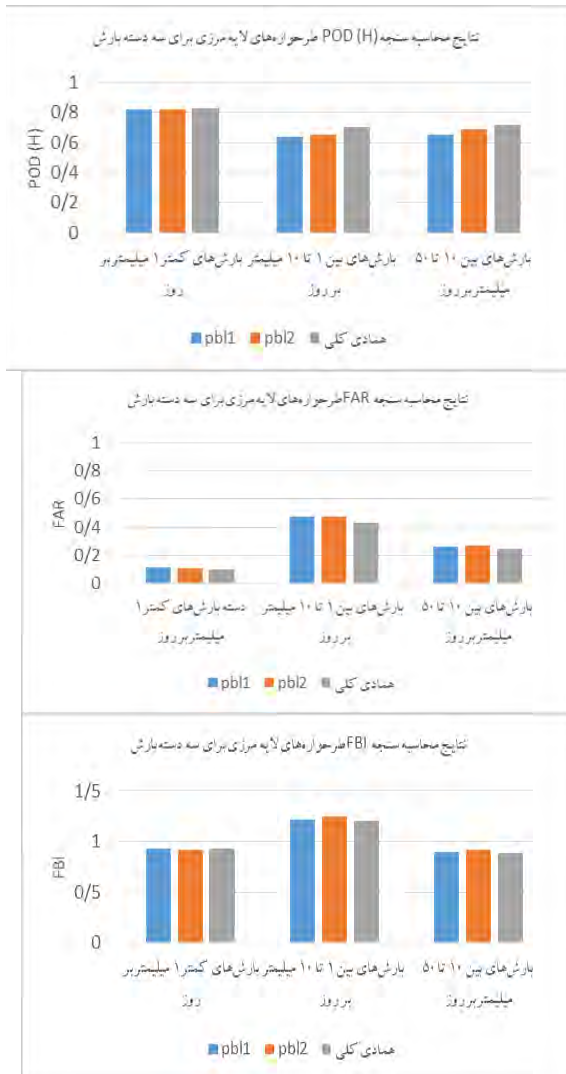 نتایج محاسبه سنجه POD (H) طرحواره‌های لایه مرزی برای سه دسته بارش
1
0/8
0/6
0/4
0/2
0
POD (H)
بارش‌های کمتر ۱ میلیمتر بر
روز
بارش‌های بین ۱ تا ۱۰ میلیمتر
بر روز
بارش‌های بین ۱۰ تا ۵۰
میلیمتر بر روز
pbl1 pbl2 همادی کلی
نتایج محاسبه سنجه FAR طرحواره‌های لایه مرزی برای سه دسته بارش
1
0/8
0/6
0/4
0/2
0
FAR
دسته بارش‌های کمتر ۱
میلیمتر بر روز
بارش‌های بین ۱ تا ۱۰ میلیمتر
بر روز
بارش‌های بین ۱۰ تا ۵۰
میلیمتر بر روز
pbl1 pbl2 همادی کلی
نتایج محاسبه سنجه FBI طرحواره‌های لایه مرزی برای سه دسته بارش
1/5
1
0/5
0
FBI
بارش‌های کمتر ۱ میلیمتر بر
روز
بارش‌های بین ۱ تا ۱۰ میلیمتر
بر روز
بارش‌های بین ۱۰ تا ۵۰
میلیمتر بر روز
pbl1 pbl2 همادی کلی